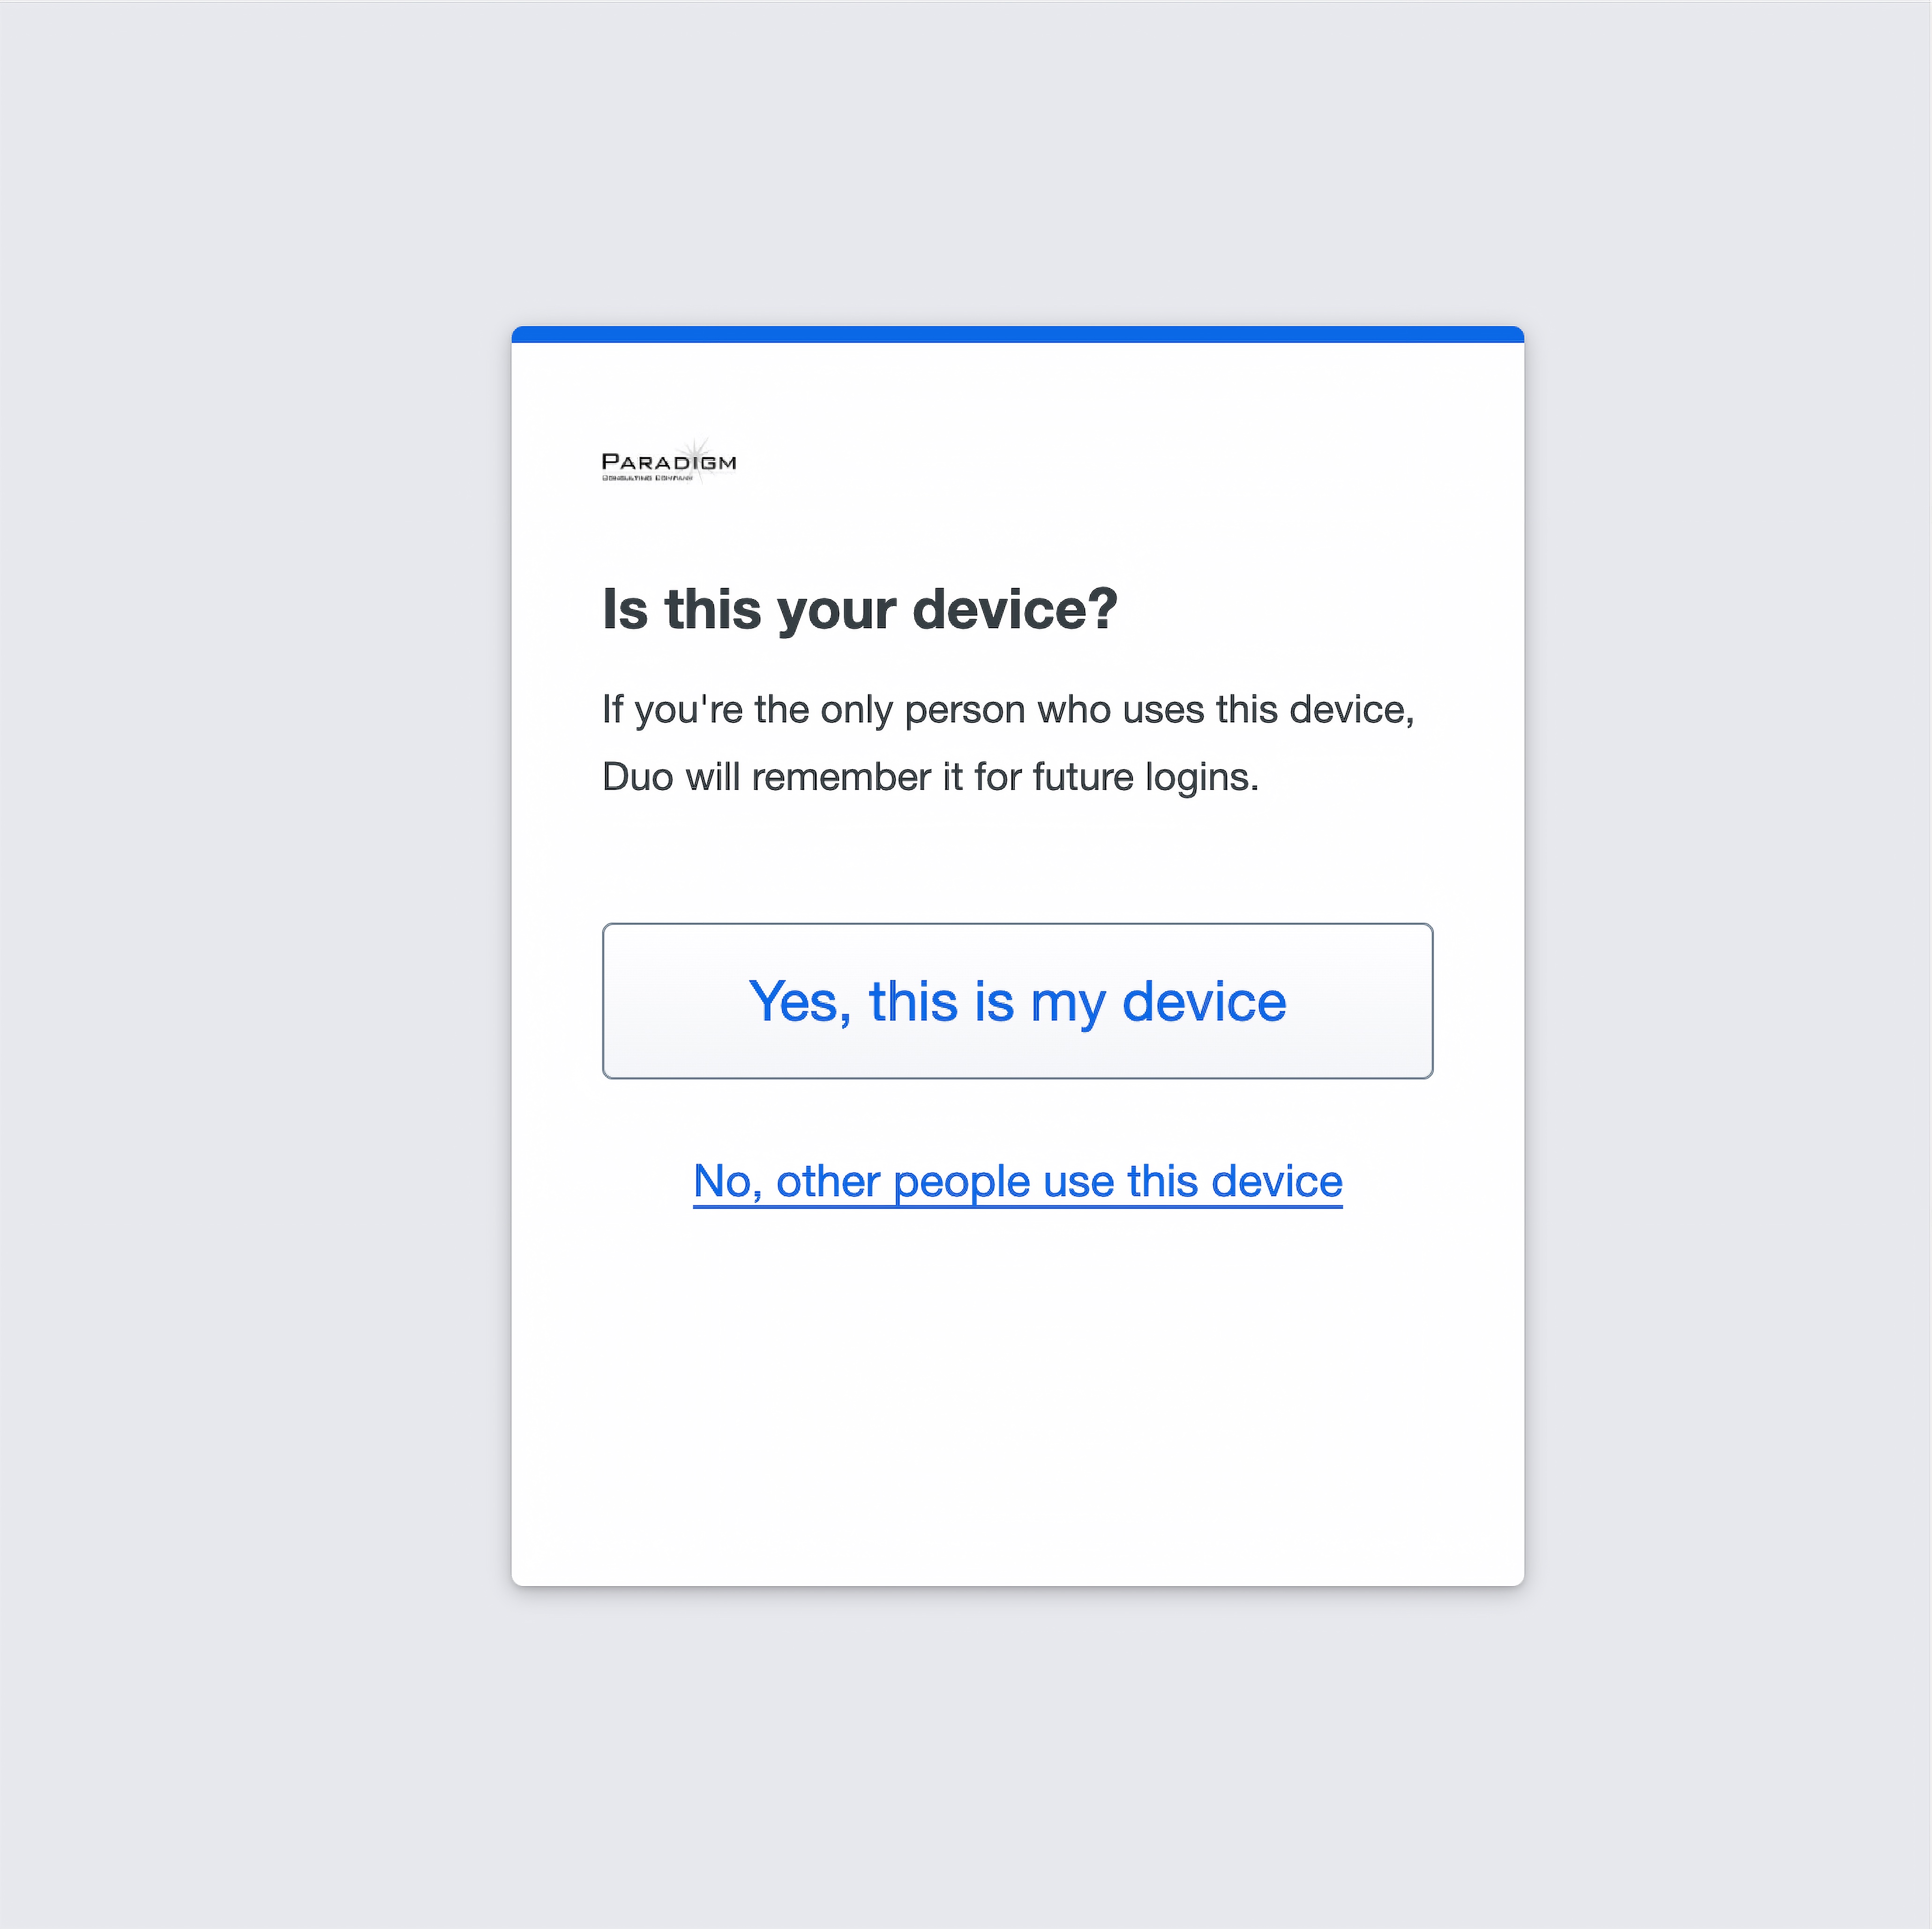 PARADIGM
CONSULTING COMPANY
Is this your device?
If you're the only person who uses this device,
Duo will remember it for future logins.
Yes, this is my device
No, other people use this device